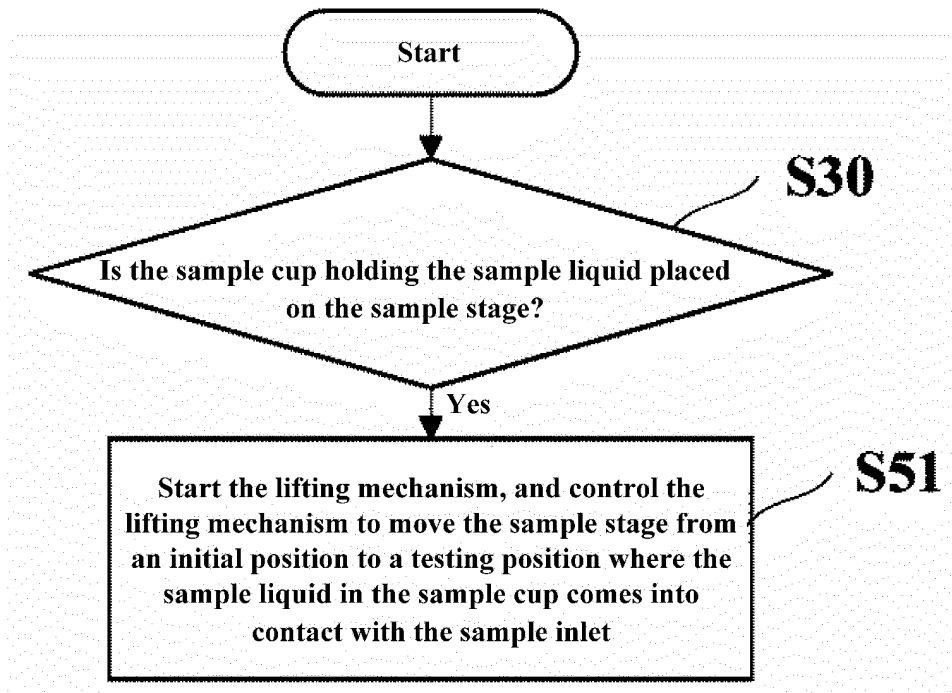 Start
S30
Is the sample cup holding the sample liquid placed
on the sample stage?
Yes
S51
Start the lifting mechanism, and control the
lifting mechanism to move the sample stage from
an initial position to a testing position where the
sample liquid in the sample cup comes into
contact with the sample inlet